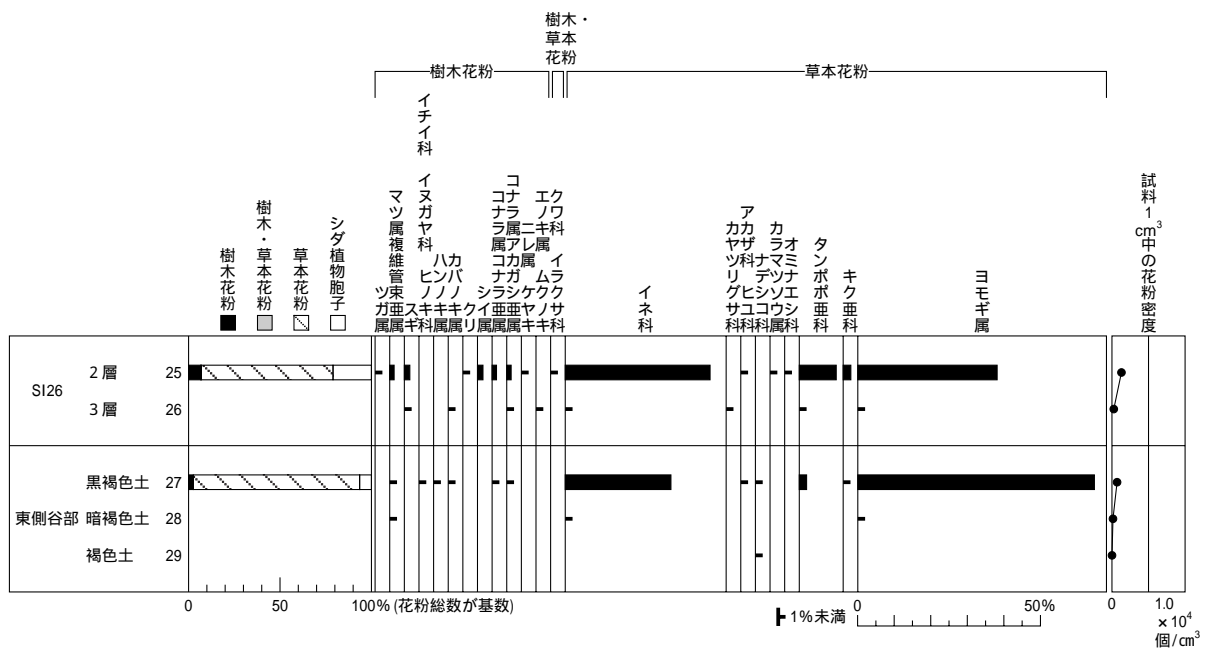 樹木花粉
樹木・
草本
花粉
草本花粉
樹木花粉
樹木・草本花粉
草本花粉
シダ植物胞子
ツガ属
マツ属複維管束亜属
スギ
イチイ科 イヌガヤ科 ヒノキ科
ハンノキ属
カバノキ属
クリ
シイ属
コナラ属コナラ亜属
コナラ属アカガシ亜属
ニレ属 ケヤキ
エノキ属 ムクノキ
クワ科 イラクサ科
イネ科
カヤツリグサ科
アカザ科 ヒユ科
ナデシコ科
カラマツソウ属
オミナエシ科
タンポポ亜科
キク亜科
ヨモギ属
試料1cm³中の花粉密度
SI26
2層 25
3層 26
東側谷部
黒褐色土 27
暗褐色土 28
褐色土 29
0 50 100%(花粉総数が基数)
1%未満
0 50%
0 1.0
×10⁴
個/cm³